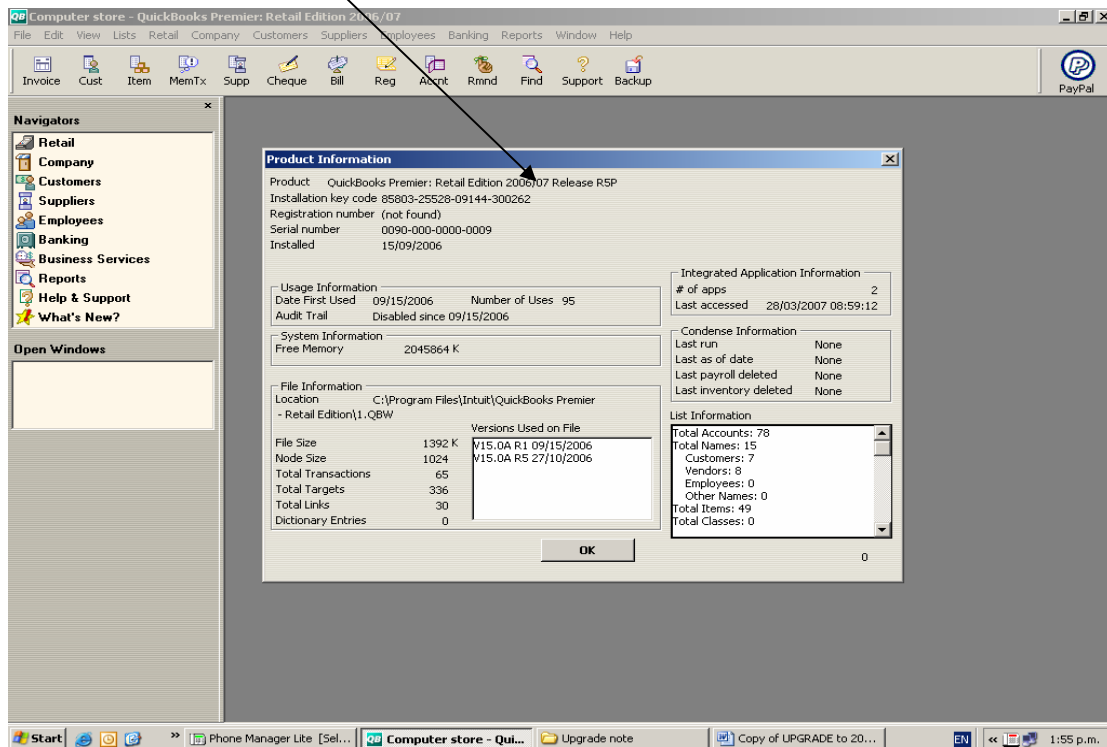 QB Computer store - QuickBooks Premier: Retail Edition 2006/07
File Edit View Lists Retail Company Customers Suppliers Employees Banking Reports Window Help
Invoice Cust Item MemTx Supp Cheque Bill Reg Accnt Rmnd Find Support Backup PayPal
Navigators
Retail
Company
Customers
Suppliers
Employees
Banking
Business Services
Reports
Help & Support
What's New?
Open Windows
Product Information
Product QuickBooks Premier: Retail Edition 2006/07 Release R5P
Installation key code 85803-25528-09144-300262
Registration number (not found)
Serial number 0090-000-0000-0009
Installed 15/09/2006
Usage Information
Date First Used 09/15/2006 Number of Uses 95
Audit Trail Disabled since 09/15/2006
System Information
Free Memory 2045864 K
File Information
Location C:\Program Files\Intuit\QuickBooks Premier
- Retail Edition\1.QBW
File Size 1392 K
Node Size 1024
Total Transactions 65
Total Targets 336
Total Links 30
Dictionary Entries 0
Versions Used on File
V15.0A R1 09/15/2006
V15.0A R5 27/10/2006
Integrated Application Information
# of apps 2
Last accessed 28/03/2007 08:59:12
Condense Information
Last run None
Last as of date None
Last payroll deleted None
Last inventory deleted None
List Information
Total Accounts: 78
Total Names: 15
Customers: 7
Vendors: 8
Employees: 0
Other Names: 0
Total Items: 49
Total Classes: 0
OK
0
Start Phone Manager Lite [Sel... QB Computer store - Qui... Upgrade note Copy of UPGRADE to 20... EN 1:55 p.m.